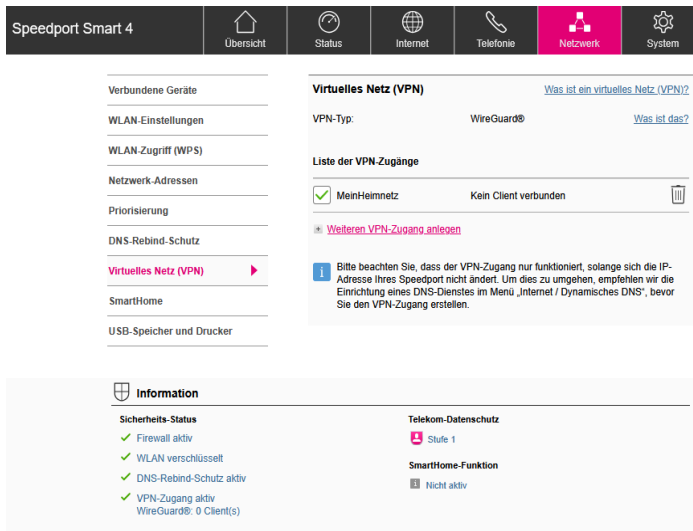 Speedport Smart 4
Übersicht
Status
Internet
Telefonie
Netzwerk
System
Verbundene Geräte
WLAN-Einstellungen
WLAN-Zugriff (WPS)
Netzwerk-Adressen
Priorisierung
DNS-Rebind-Schutz
Virtuelles Netz (VPN)
SmartHome
USB-Speicher und Drucker
Virtuelles Netz (VPN) Was ist ein virtuelles Netz (VPN)?
VPN-Typ: WireGuard® Was ist das?
Liste der VPN-Zugänge
MeinHeimnetz Kein Client verbunden
Weiteren VPN-Zugang anlegen
Bitte beachten Sie, dass der VPN-Zugang nur funktioniert, solange sich die IP-
Adresse Ihres Speedport nicht ändert. Um dies zu umgehen, empfehlen wir die
Einrichtung eines DNS-Dienstes im Menü „Internet / Dynamisches DNS“, bevor
Sie den VPN-Zugang erstellen.
Information
Sicherheits-Status
Firewall aktiv
WLAN verschlüsselt
DNS-Rebind-Schutz aktiv
VPN-Zugang aktiv
WireGuard®: 0 Client(s)
Telekom-Datenschutz
Stufe 1
SmartHome-Funktion
Nicht aktiv